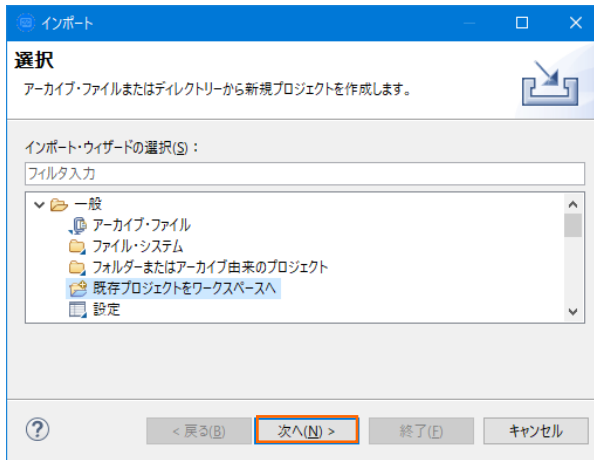 インポート
選択
アーカイブ・ファイルまたはディレクトリーから新規プロジェクトを作成します。
インポート・ウィザードの選択(S)：
フィルタ入力
一般
アーカイブ・ファイル
ファイル・システム
フォルダーまたはアーカイブ由来のプロジェクト
既存プロジェクトをワークスペースへ
設定
? < 戻る(B) 次へ(N) > 終了(F) キャンセル